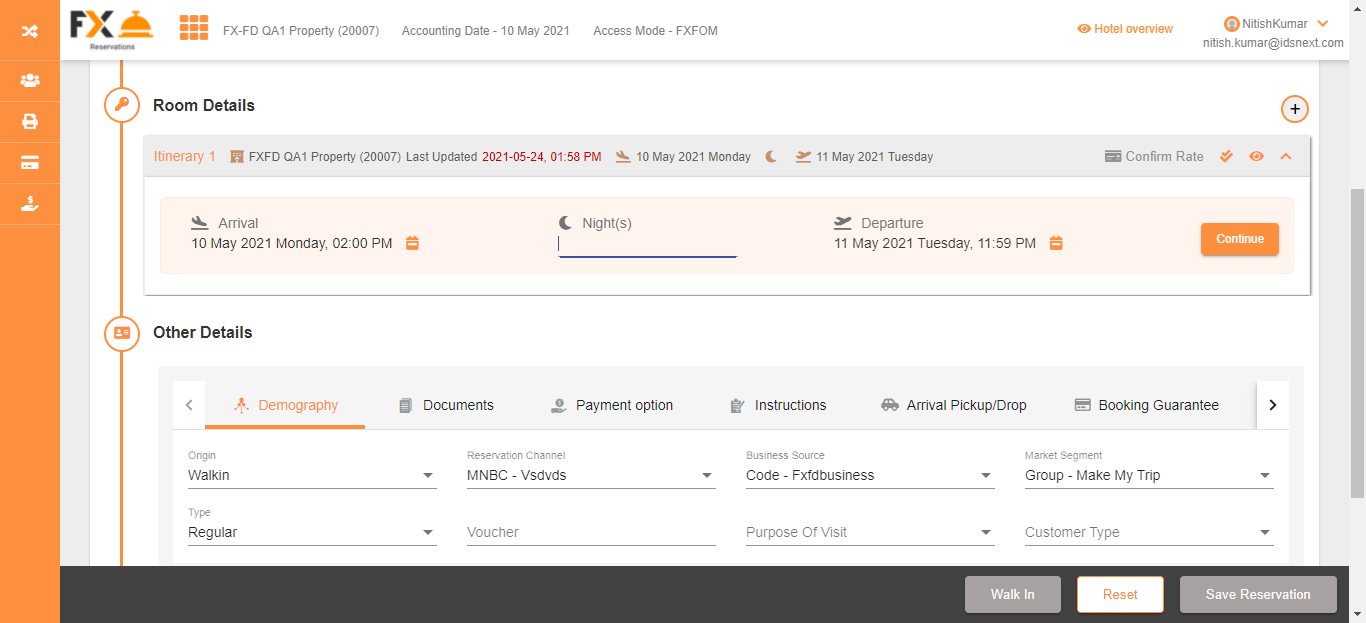 FX
Reservations
FX-FD QA1 Property (20007) Accounting Date - 10 May 2021 Access Mode - FXFOM
Hotel overview
NitishKumar
nitish.kumar@idsnext.com
Room Details
Itinerary 1 FXFD QA1 Property (20007) Last Updated 2021-05-24, 01:58 PM 10 May 2021 Monday 11 May 2021 Tuesday Confirm Rate
Arrival Night(s) Departure
10 May 2021 Monday, 02:00 PM 11 May 2021 Tuesday, 11:59 PM
Continue
Other Details
Demography Documents Payment option Instructions Arrival Pickup/Drop Booking Guarantee
Origin Reservation Channel Business Source Market Segment
Walkin MNBC - Vsdvds Code - Fxfdbusiness Group - Make My Trip
Type
Regular Voucher Purpose Of Visit Customer Type
Walk In Reset Save Reservation